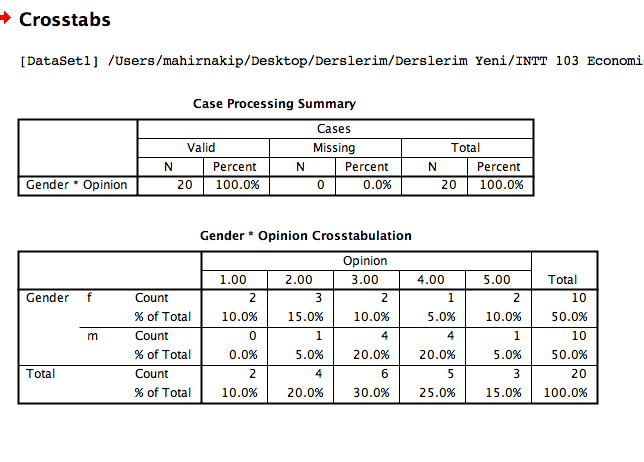 Crosstabs
[DataSet1] /Users/mahirnakip/Desktop/Derslerim/Derslerim Yeni/INTT 103 Economi
Case Processing Summary
Cases
Valid Missing Total
N Percent N Percent N Percent
Gender * Opinion 20 100.0% 0 0.0% 20 100.0%
Gender * Opinion Crosstabulation
Opinion
1.00 2.00 3.00 4.00 5.00 Total
Gender f Count 2 3 2 1 2 10
% of Total 10.0% 15.0% 10.0% 5.0% 10.0% 50.0%
m Count 0 1 4 4 1 10
% of Total 0.0% 5.0% 20.0% 20.0% 5.0% 50.0%
Total Count 2 4 6 5 3 20
% of Total 10.0% 20.0% 30.0% 25.0% 15.0% 100.0%